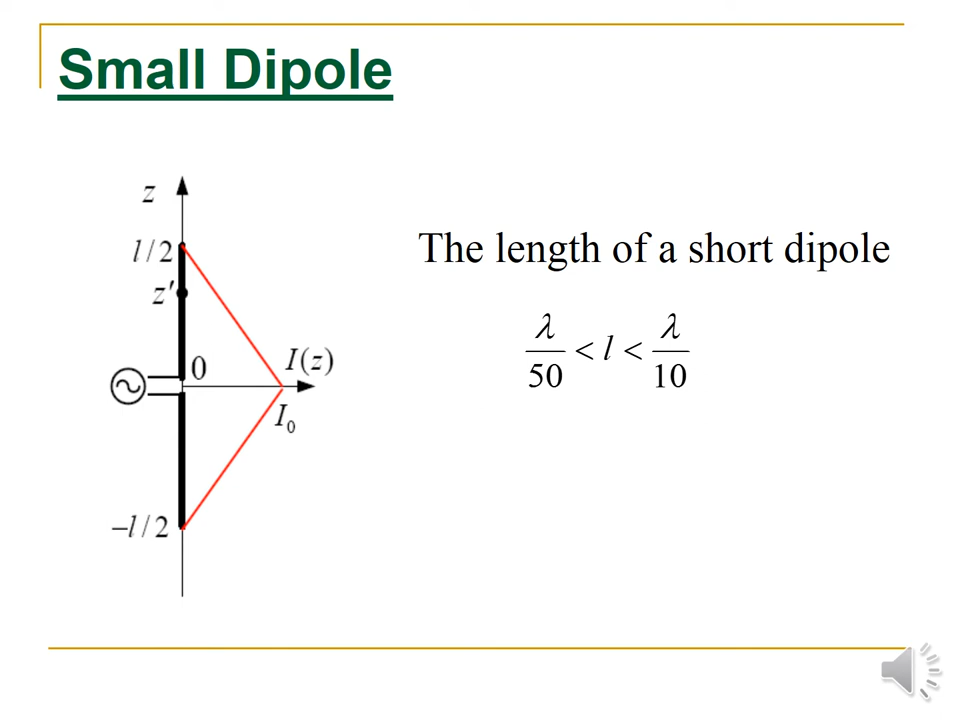 Small Dipole
z
l/2
z′
0
I(z)
I₀
–l/2
The length of a short dipole
λ/50 < l < λ/10